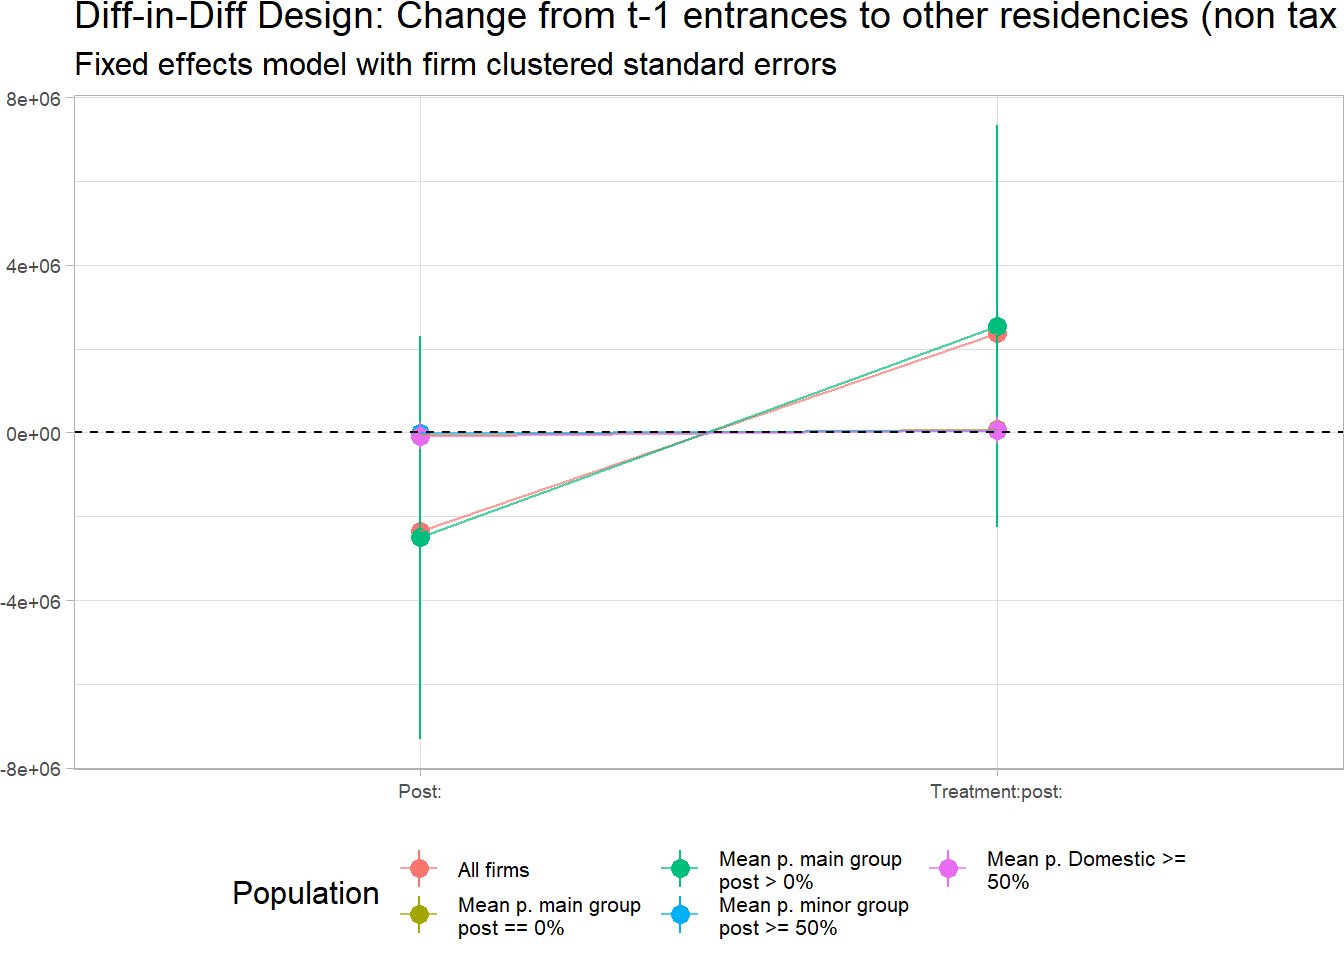 Diff-in-Diff Design: Change from t-1 entrances to other residencies (non tax
Fixed effects model with firm clustered standard errors
8e+06
4e+06
0e+00
-4e+06
-8e+06
Post:
Treatment:post:
Population
All firms
Mean p. main group
post == 0%
Mean p. main group
post > 0%
Mean p. minor group
post >= 50%
Mean p. Domestic >=
50%